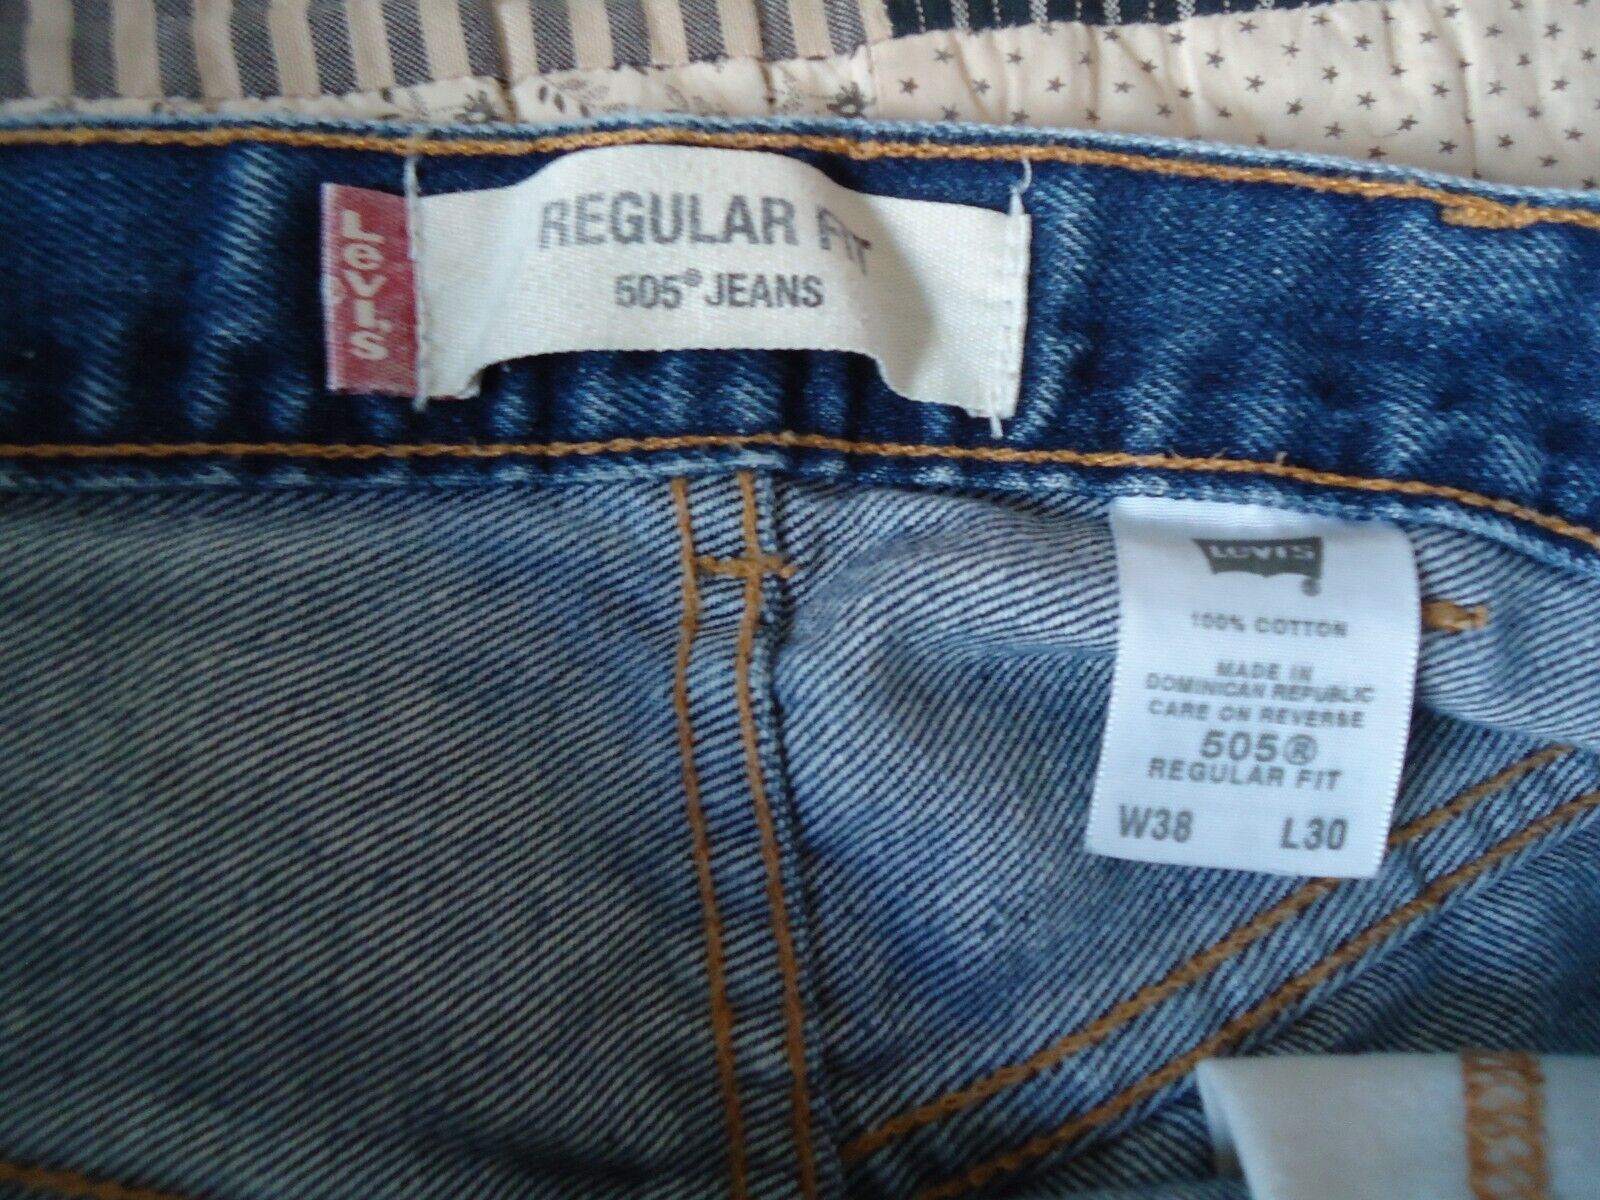 Levi's
REGULAR FIT
505® JEANS
LEVI'S
®
100% COTTON
MADE IN
DOMINICAN REPUBLIC
CARE ON REVERSE
505®
REGULAR FIT
W38 L30